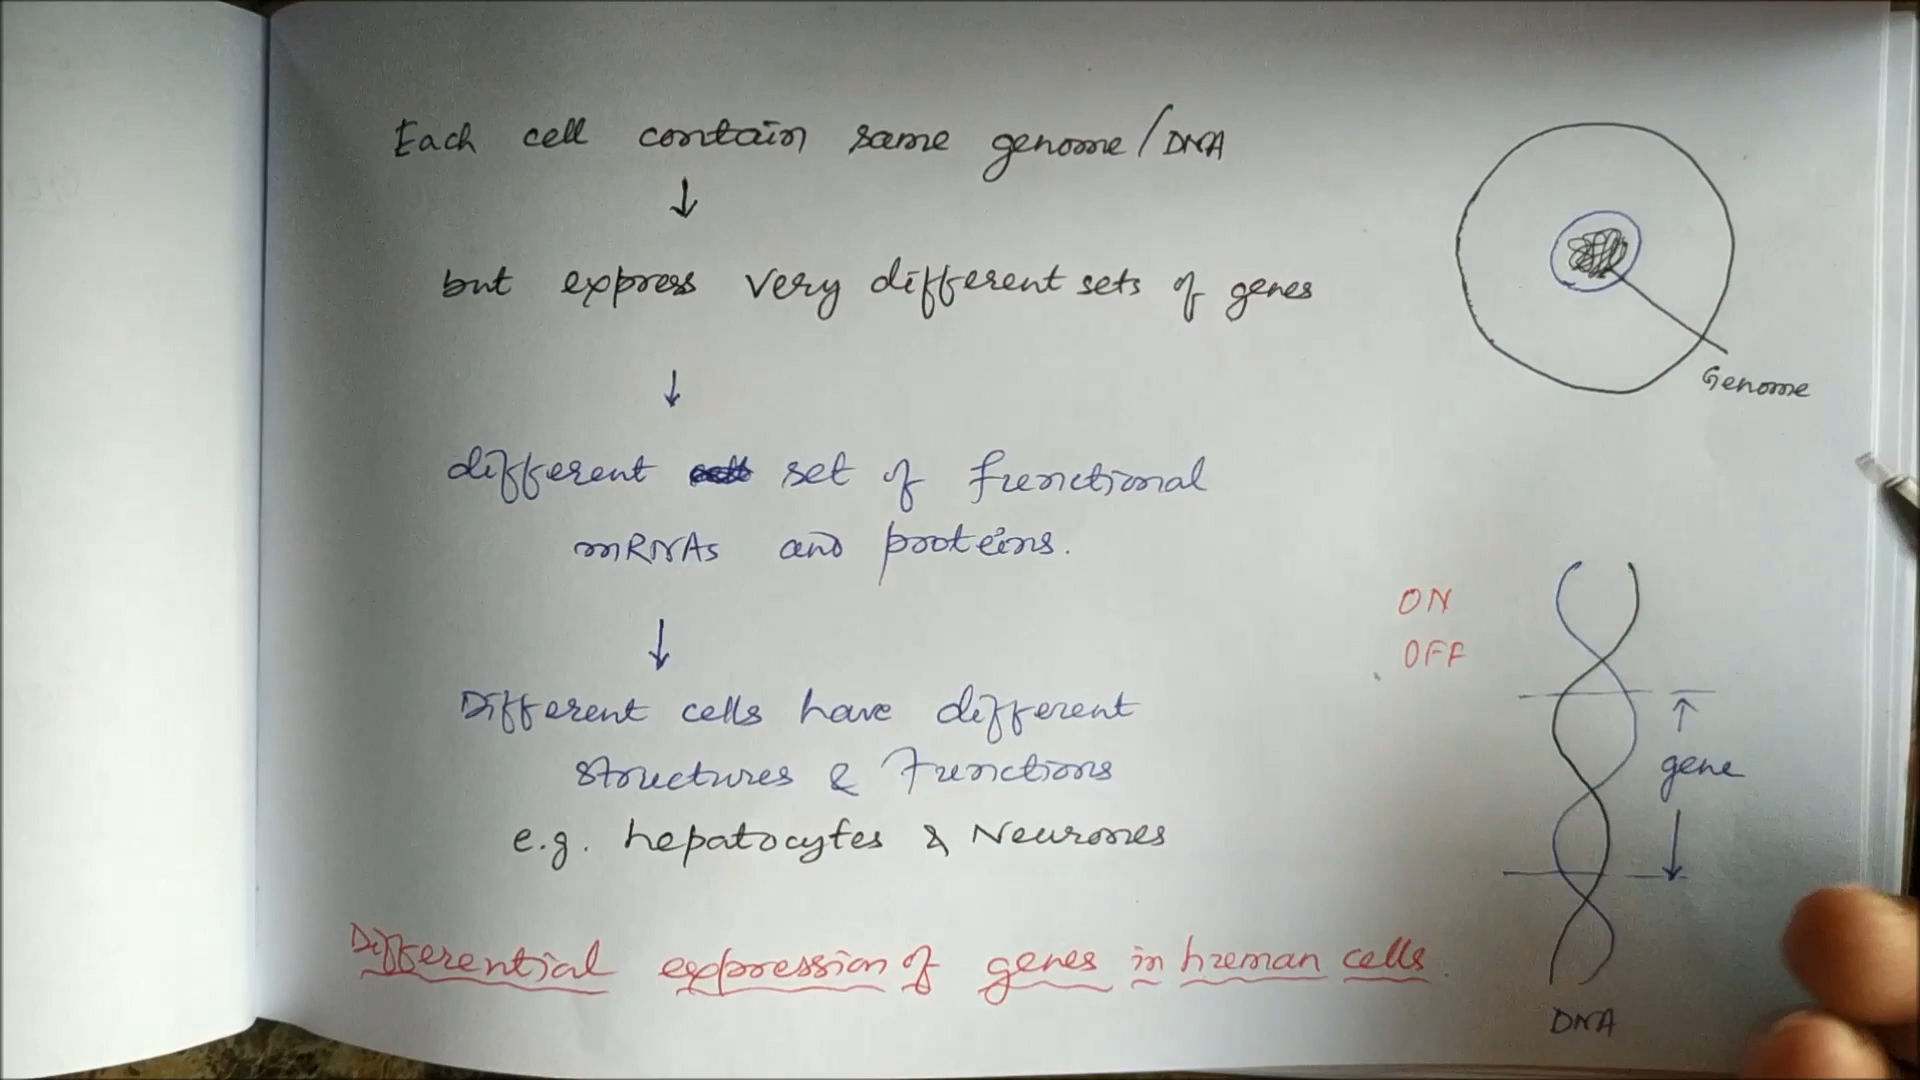 Each cell contain same genome/DNA
↓
but express very different sets of genes
↓
different set of functional
mRNAs and proteins.
↓
Different cells have different
structures & Functions
e.g. hepatocytes & Neurones
Differential expression of genes in human cells.
Genome
ON
OFF
gene
DNA